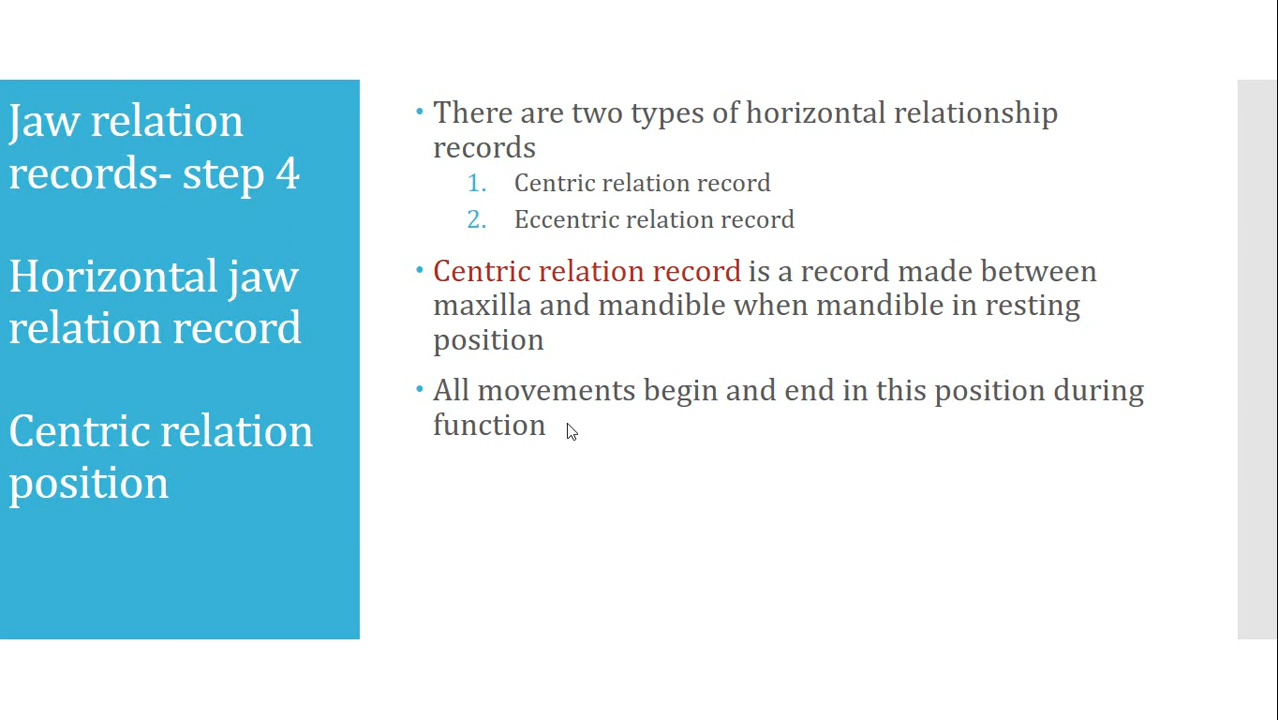 Jaw relation
records- step 4
Horizontal jaw
relation record
Centric relation
position
• There are two types of horizontal relationship
records
1. Centric relation record
2. Eccentric relation record
• Centric relation record is a record made between
maxilla and mandible when mandible in resting
position
• All movements begin and end in this position during
function